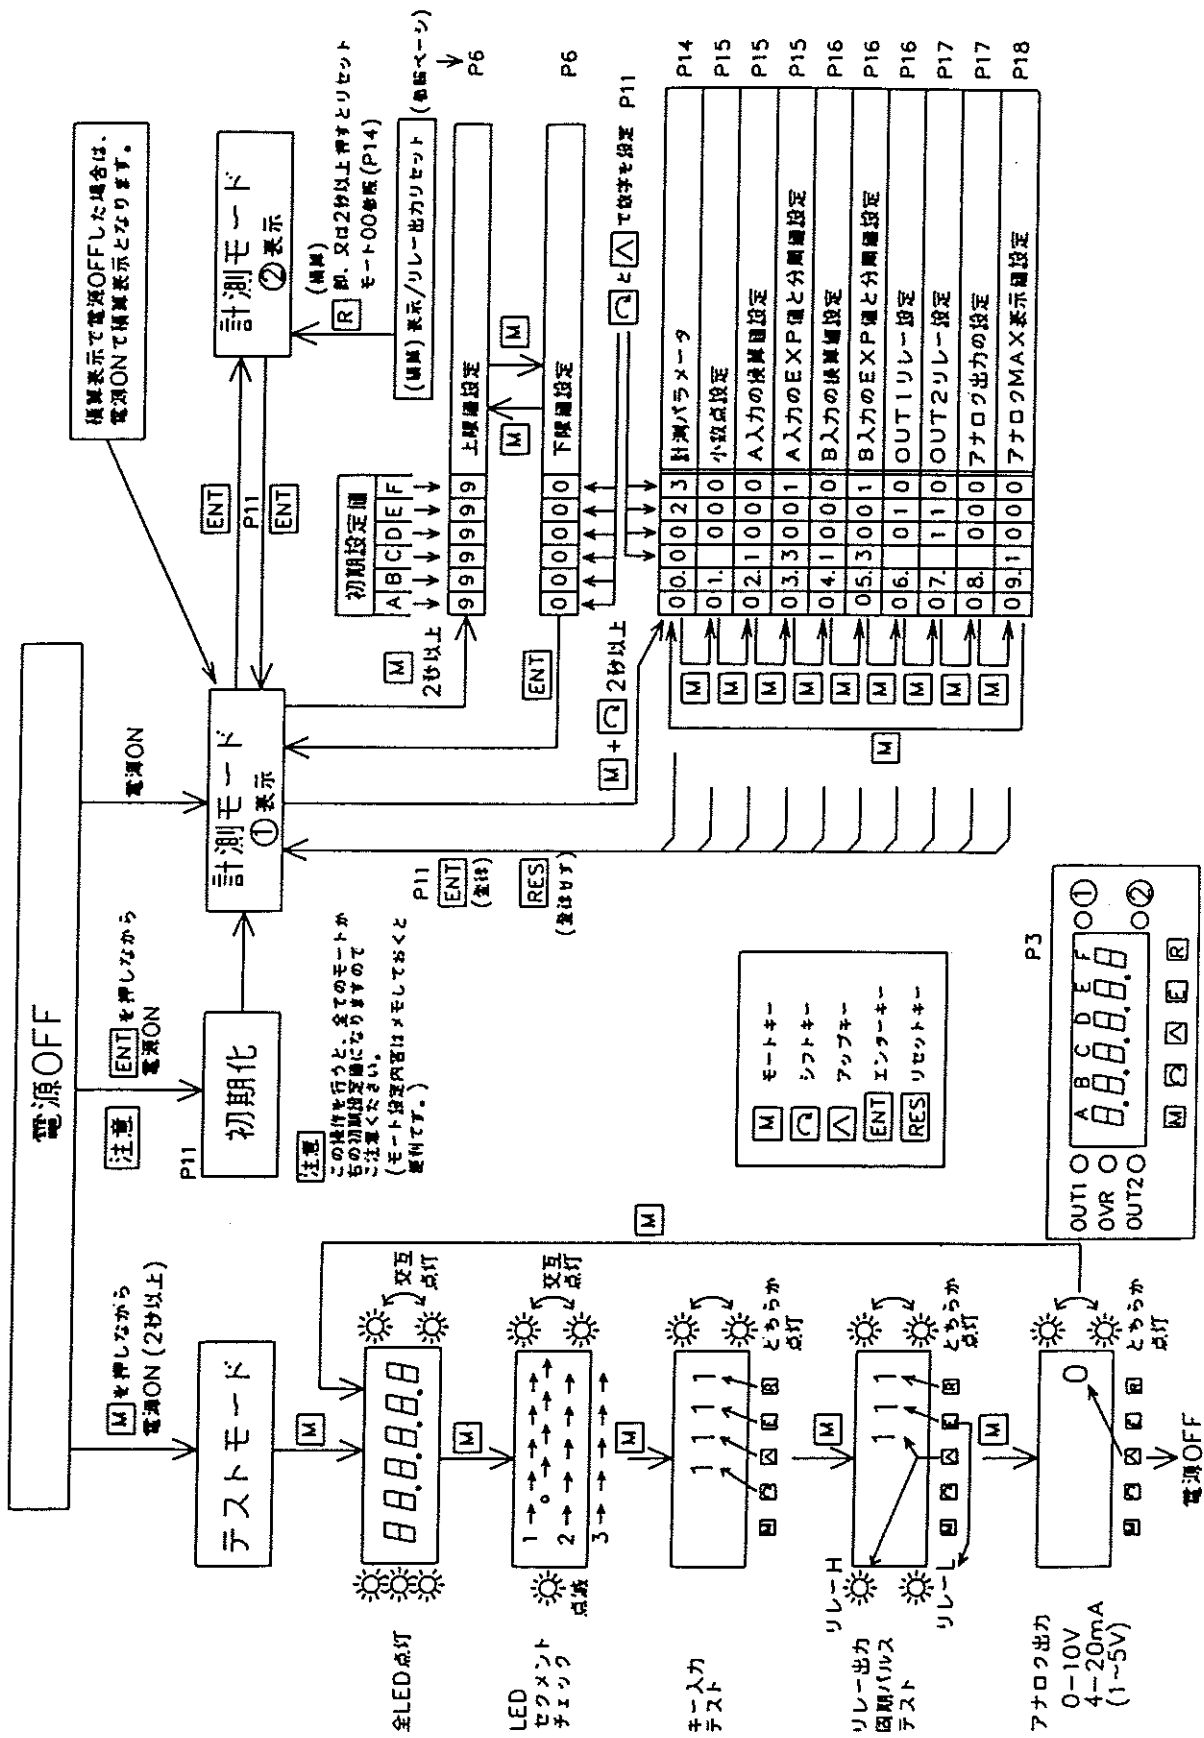 電源OFF
Mを押しながら
電源ON(2秒以上)
テストモード
M
全LED点灯
88.8.8.8.8
交互
点灯
M
LED
セグメント
チェック
点滅
1
2
3
交互
点灯
M
キー入力
テスト
1 1 1 1
M ∧ E R
どちらか
点灯
M
リレー出力
周期パルス
テスト
リレーH
リレーL
1 1 1
M ∧ E R
どちらか
点灯
M
アナログ出力
0-10V
4-20mA
(1~5V)
0
M ∧ E R
どちらか
点灯
M
電源OFF
注意
ENTを押しながら
電源ON
P11
初期化
注意
この操作を行うと、全てのモードが
右の初期設定値になりますので
ご注意ください。
(モード設定内容はメモしておくと
便利です。)
電源ON
計測モード
①表示
積算表示で電源OFFした場合は、
電源ONで積算表示となります。
ENT
P11
ENT
計測モード
②表示
R
(積算)
即、又は2秒以上押すとリセット
モード00参照(P14)
(積算)表示/リレー出力リセット
(参照ページ)
M
2秒以上
初期設定値
A B C D E F
9 9 9 9 9 9 上限値設定 P6
M
M
0 0 0 0 0 0 下限値設定 P6
ENT
と∧で数字を設定 P11
M+ 2秒以上
P11
ENT
(登録)
RES
(登録せず)
0 0. 0 0 2 3 計測パラメータ P14
0 1. 0 0 0 小数点設定 P15
0 2. 1 0 0 0 A入力の換算値設定 P15
0 3. 3 0 0 1 A入力のEXP値と分周値設定 P15
0 4. 1 0 0 0 B入力の換算値設定 P16
0 5. 3 0 0 1 B入力のEXP値と分周値設定 P16
0 6. 0 1 0 OUT1リレー設定 P16
0 7. 1 1 0 OUT2リレー設定 P17
0 8. 0 0 0 アナログ出力の設定 P17
0 9. 1 0 0 0 アナログMAX表示値設定 P18
M
M
M
M
M
M
M
M
M
M
M モードキー
シフトキー
∧ アップキー
ENT エンターキー
RES リセットキー
P3
OUT1
OVR
OUT2
A B C D E F
8.8.8.8.8.8
①
②
M ∧ E R